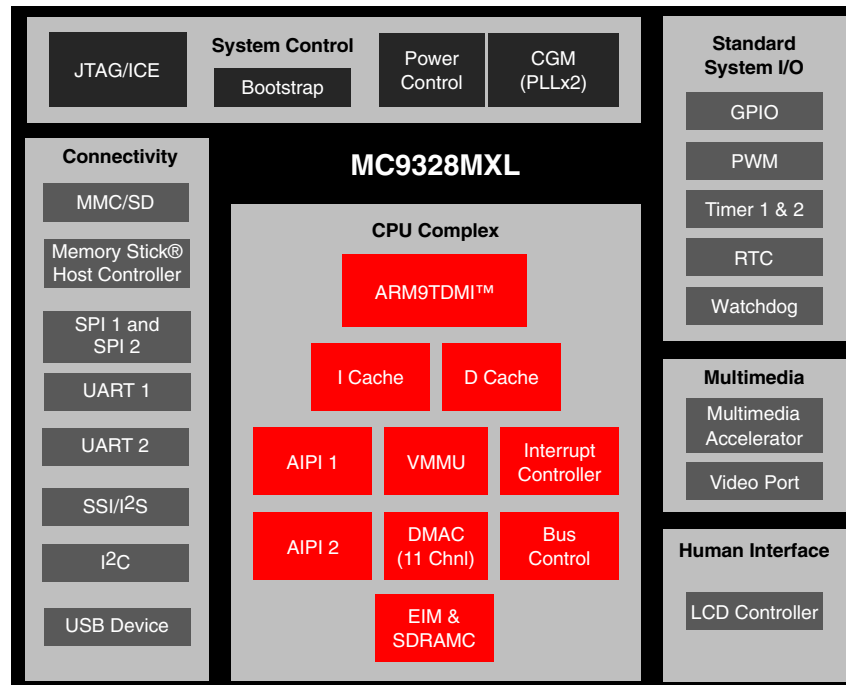 System Control
JTAG/ICE
Bootstrap
Power
Control
CGM
(PLLx2)
Standard
System I/O
GPIO
PWM
Timer 1 & 2
RTC
Watchdog
Connectivity
MMC/SD
Memory Stick®
Host Controller
SPI 1 and
SPI 2
UART 1
UART 2
SSI/I2S
I2C
USB Device
MC9328MXL
CPU Complex
ARM9TDMI™
I Cache
D Cache
AIPI 1
VMMU
Interrupt
Controller
AIPI 2
DMAC
(11 Chnl)
Bus
Control
EIM &
SDRAMC
Multimedia
Multimedia
Accelerator
Video Port
Human Interface
LCD Controller